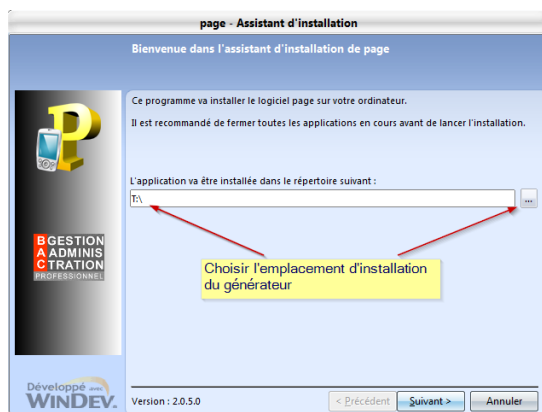 page - Assistant d'installation
Bienvenue dans l'assistant d'installation de page
Ce programme va installer le logiciel page sur votre ordinateur.
Il est recommandé de fermer toutes les applications en cours avant de lancer l'installation.
L'application va être installée dans le répertoire suivant :
T:\
...
Choisir l'emplacement d'installation
du générateur
P
BGESTION
A ADMINIS
C TRATION
PROFESSIONNEL
Développé avec
WINDEV.
Version : 2.0.5.0
< Précédent
Suivant >
Annuler